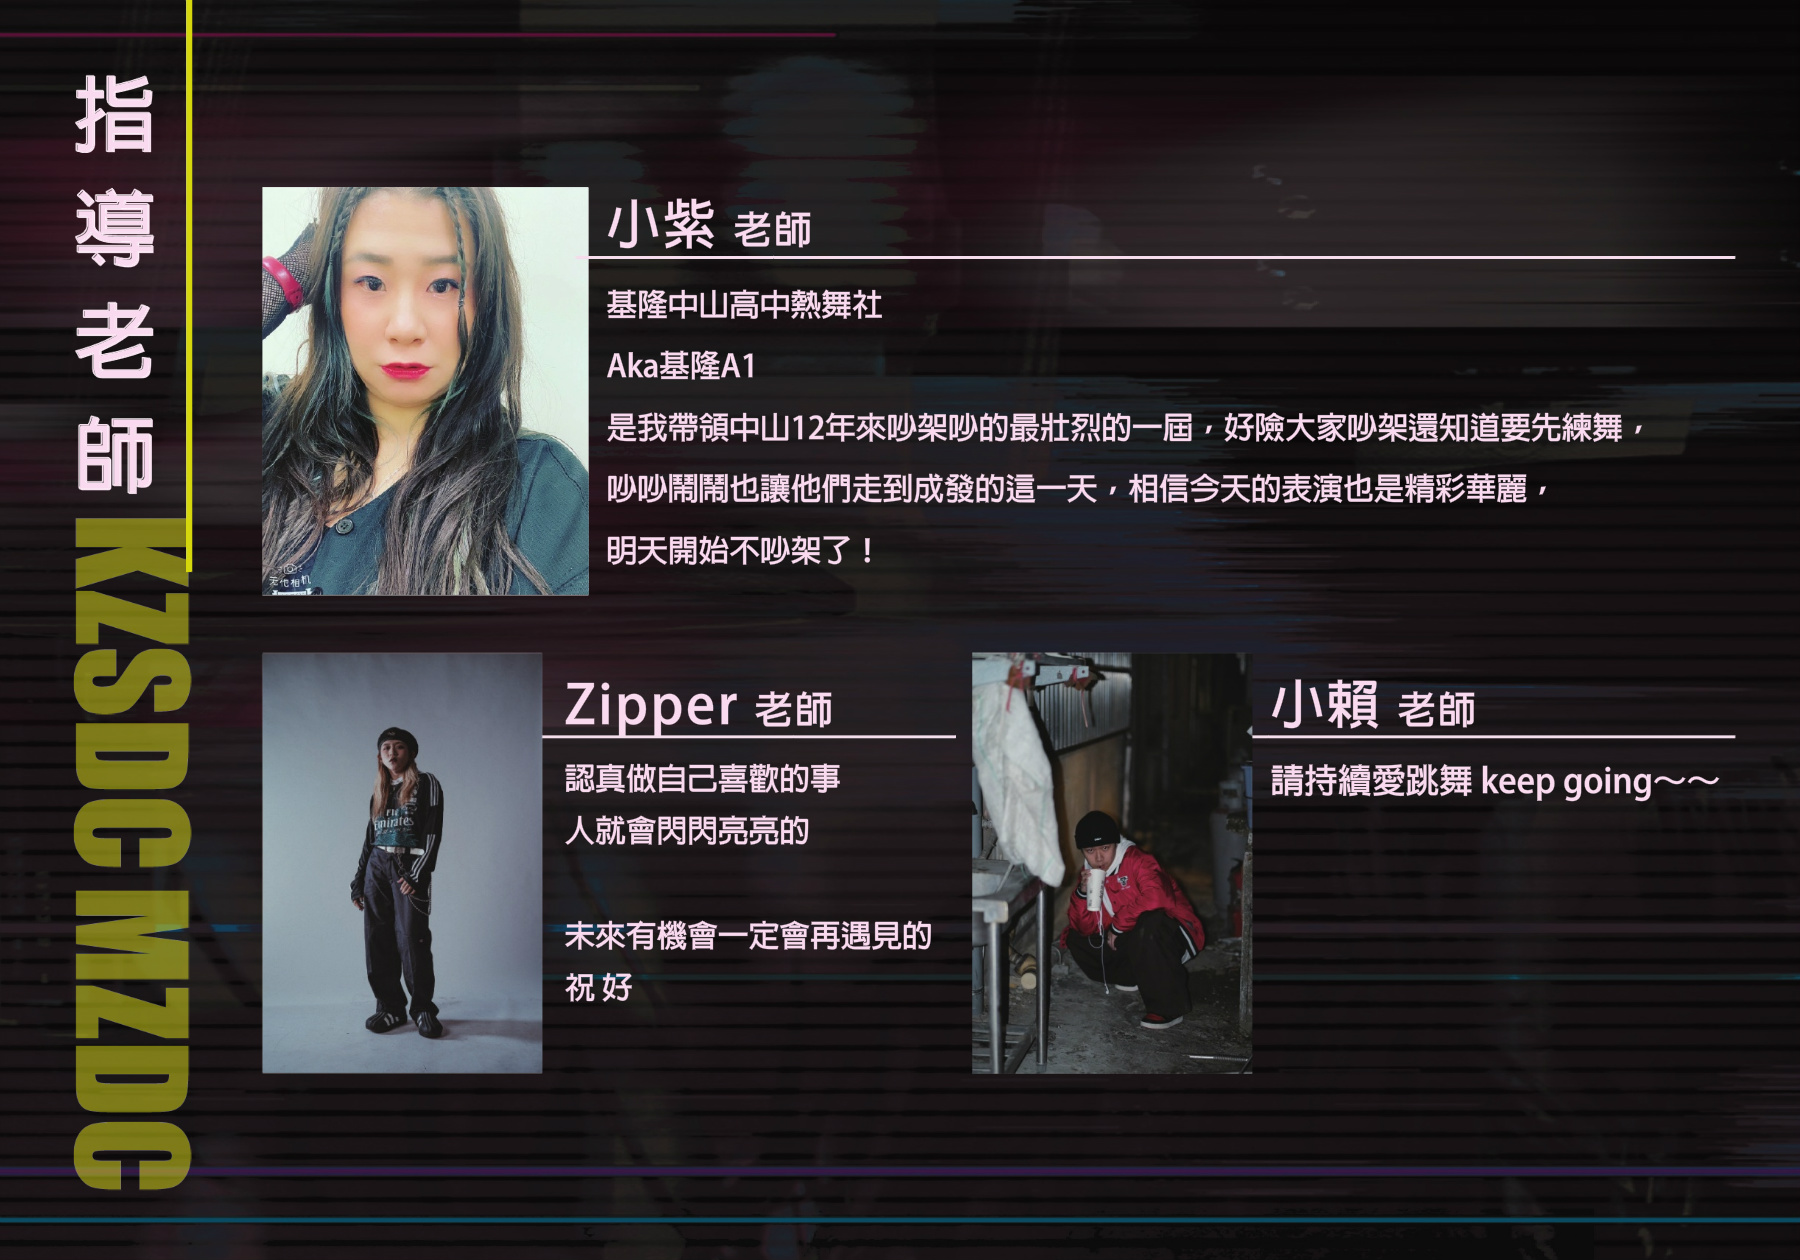 指導老師
KZSDC MZDC
小紫 老師
基隆中山高中熱舞社
Aka基隆A1
是我帶領中山12年來吵架吵的最壯烈的一屆，好險大家吵架還知道要先練舞，
吵吵鬧鬧也讓他們走到成發的這一天，相信今天的表演也是精彩華麗，
明天開始不吵架了！
无他相机
Zipper 老師
認真做自己喜歡的事
人就會閃閃亮亮的
未來有機會一定會再遇見的
祝 好
Fly
Emirates
小賴 老師
請持續愛跳舞 keep going～～